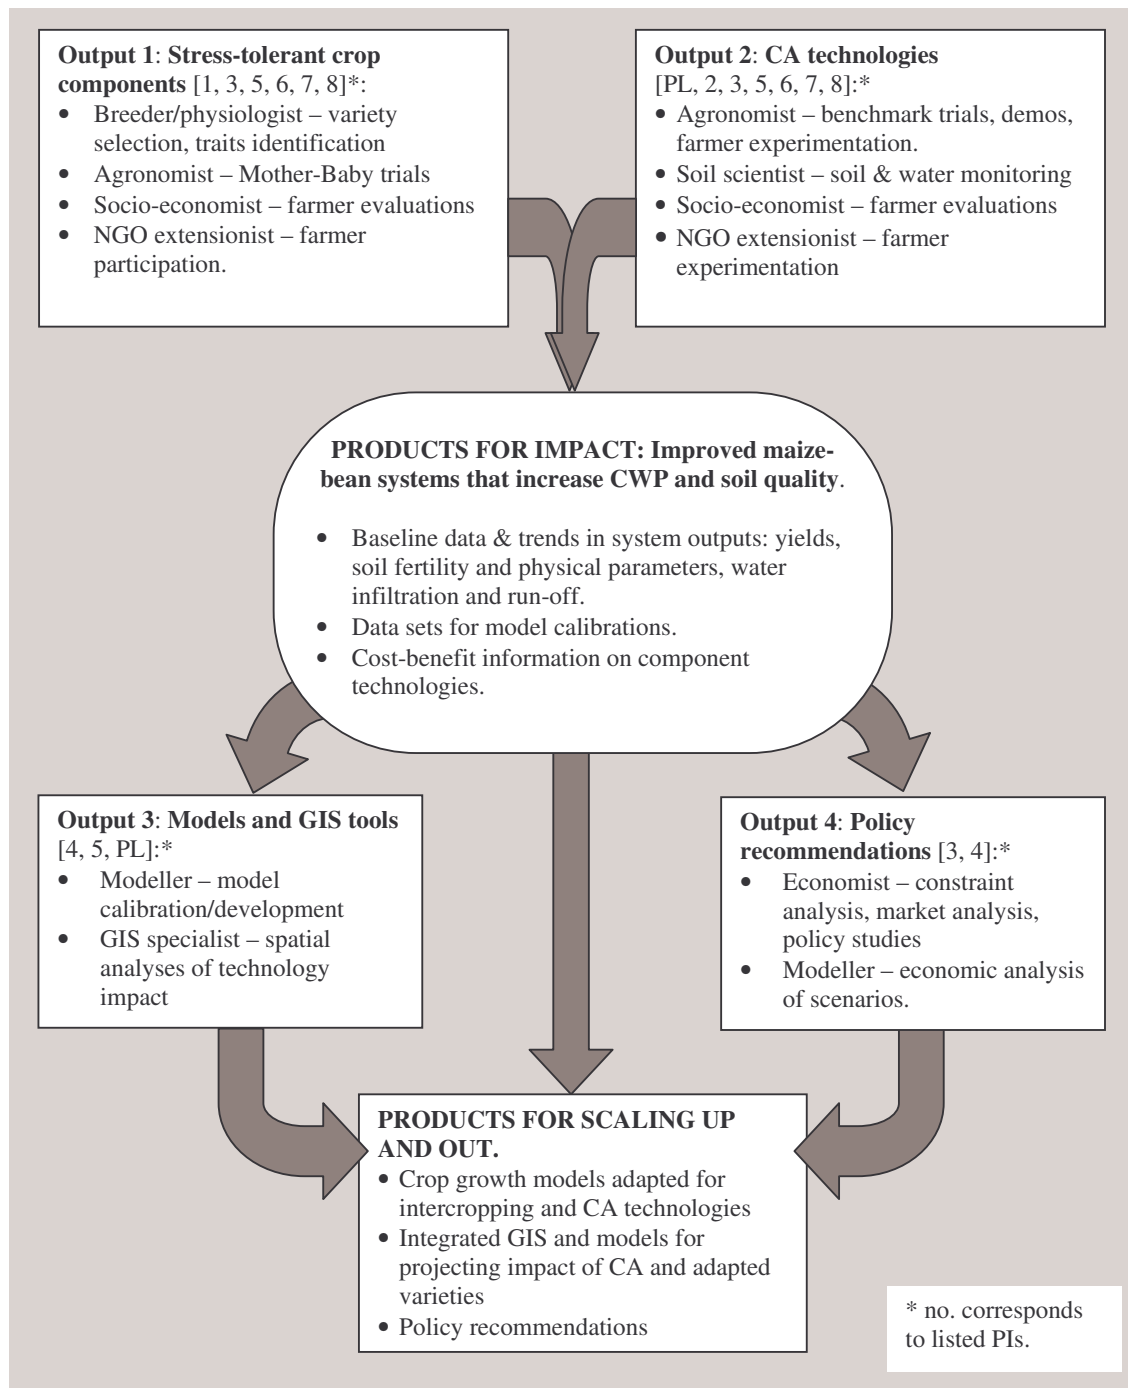 Output 1: Stress-tolerant crop
components [1, 3, 5, 6, 7, 8]*:
• Breeder/physiologist – variety
selection, traits identification
• Agronomist – Mother-Baby trials
• Socio-economist – farmer evaluations
• NGO extensionist – farmer
participation.
Output 2: CA technologies
[PL, 2, 3, 5, 6, 7, 8]:*
• Agronomist – benchmark trials, demos,
farmer experimentation.
• Soil scientist – soil & water monitoring
• Socio-economist – farmer evaluations
• NGO extensionist – farmer
experimentation
PRODUCTS FOR IMPACT: Improved maize-
bean systems that increase CWP and soil quality.
• Baseline data & trends in system outputs: yields,
soil fertility and physical parameters, water
infiltration and run-off.
• Data sets for model calibrations.
• Cost-benefit information on component
technologies.
Output 3: Models and GIS tools
[4, 5, PL]:*
• Modeller – model
calibration/development
• GIS specialist – spatial
analyses of technology
impact
Output 4: Policy
recommendations [3, 4]:*
• Economist – constraint
analysis, market analysis,
policy studies
• Modeller – economic analysis
of scenarios.
PRODUCTS FOR SCALING UP
AND OUT.
• Crop growth models adapted for
intercropping and CA technologies
• Integrated GIS and models for
projecting impact of CA and adapted
varieties
• Policy recommendations
* no. corresponds
to listed PIs.